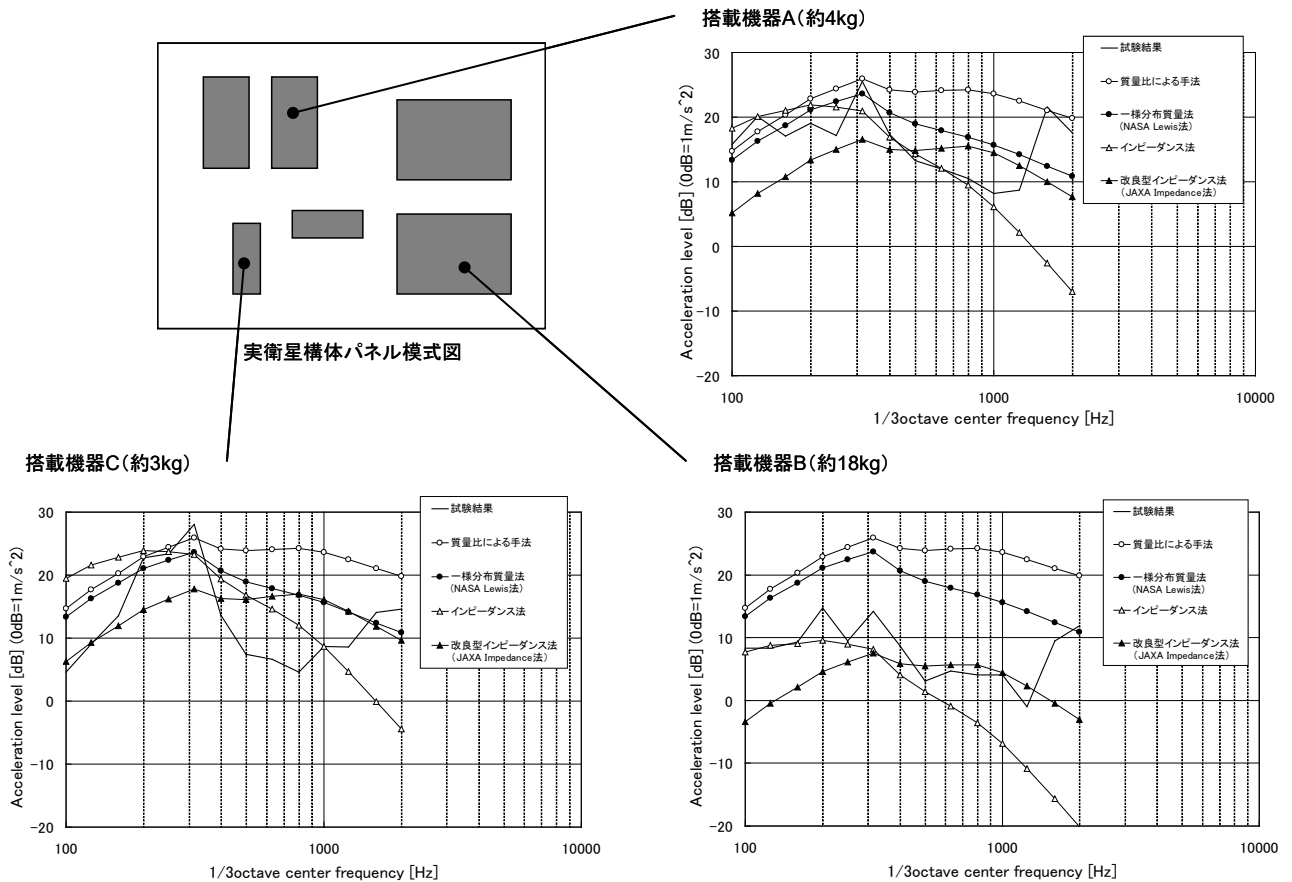 搭載機器A(約4kg)
30
20
10
0
-10
-20
100
1000
10000
Acceleration level [dB] (0dB=1m/s^2)
1/3octave center frequency [Hz]
試験結果
質量比による手法
一様分布質量法
(NASA Lewis法)
インピーダンス法
改良型インピーダンス法
(JAXA Impedance法)
実衛星構体パネル模式図
搭載機器C(約3kg)
30
20
10
0
-10
-20
100
1000
10000
Acceleration level [dB] (0dB=1m/s^2)
1/3octave center frequency [Hz]
試験結果
質量比による手法
一様分布質量法
(NASA Lewis法)
インピーダンス法
改良型インピーダンス法
(JAXA Impedance法)
搭載機器B(約18kg)
30
20
10
0
-10
-20
100
1000
10000
Acceleration level [dB] (0dB=1m/s^2)
1/3octave center frequency [Hz]
試験結果
質量比による手法
一様分布質量法
(NASA Lewis法)
インピーダンス法
改良型インピーダンス法
(JAXA Impedance法)